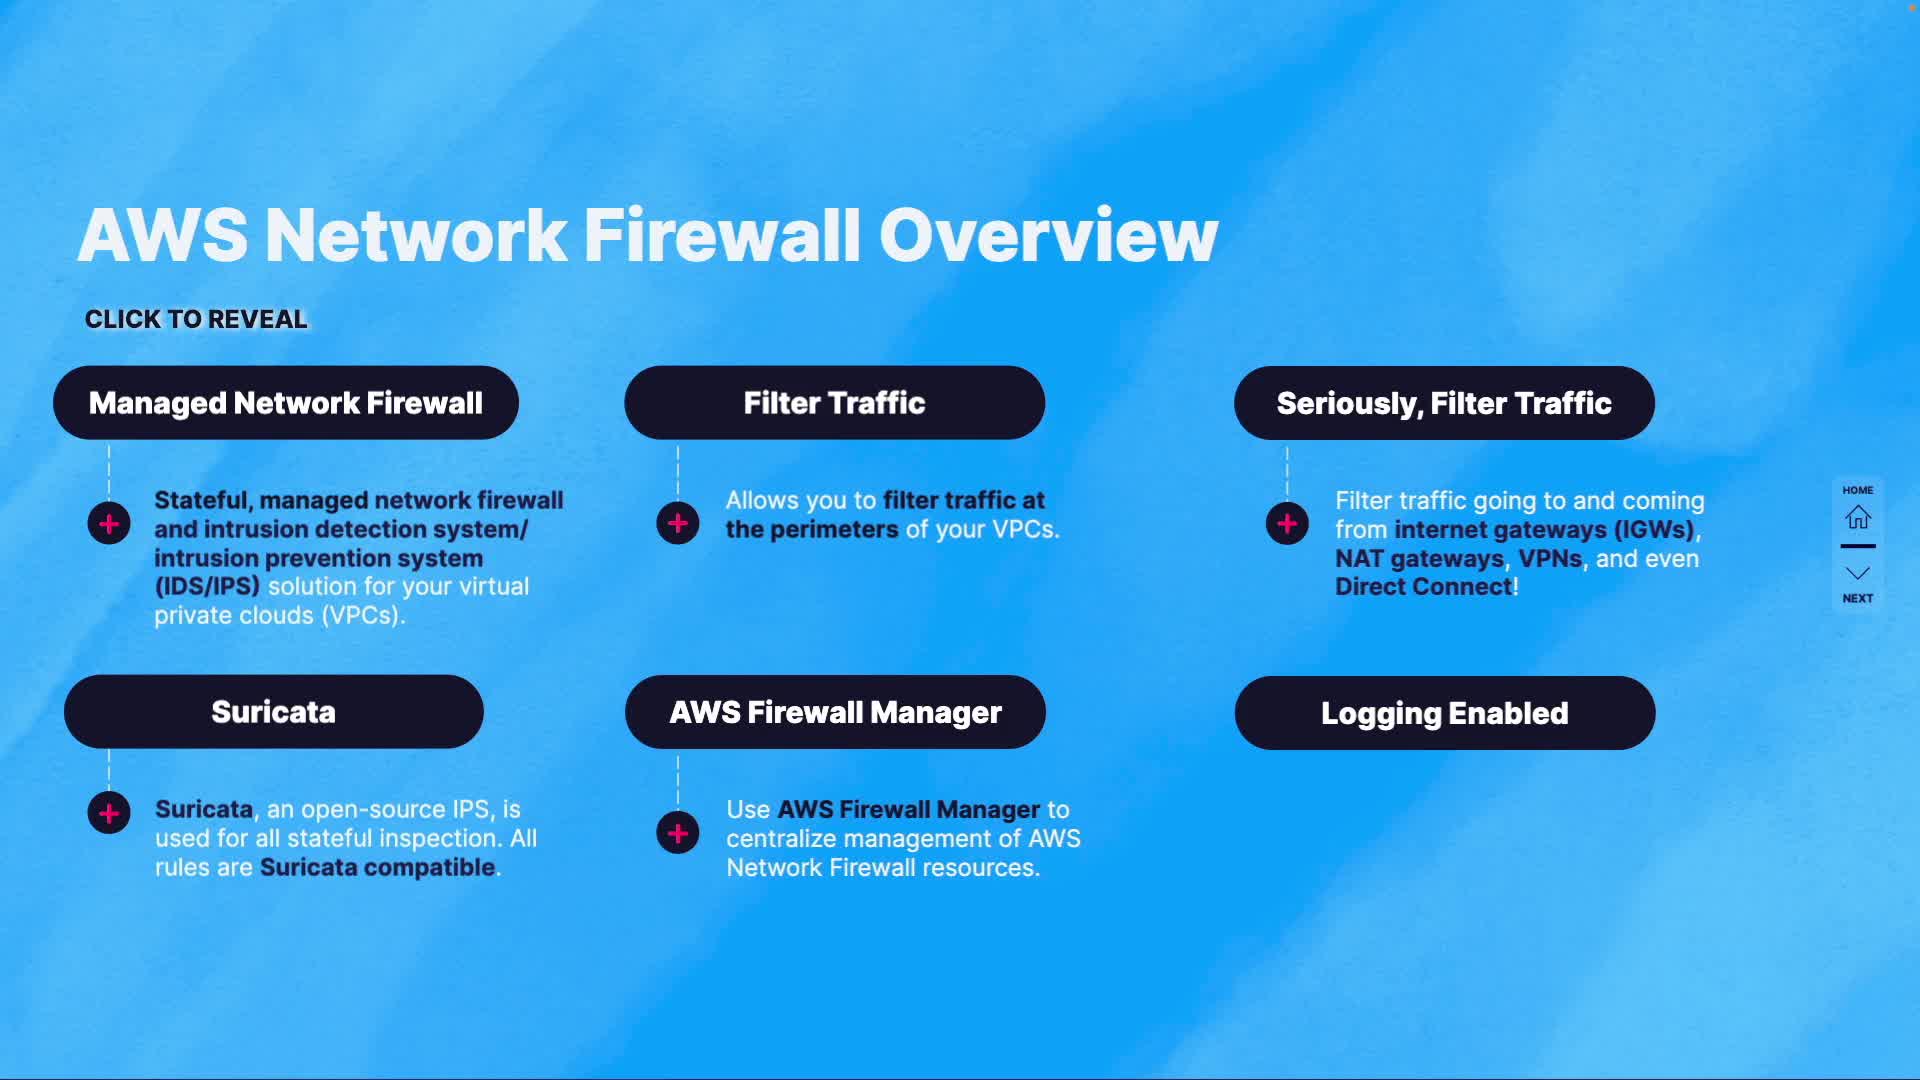 AWS Network Firewall Overview
CLICK TO REVEAL
Managed Network Firewall
Stateful, managed network firewall
and intrusion detection system/
intrusion prevention system
(IDS/IPS) solution for your virtual
private clouds (VPCs).
Filter Traffic
Allows you to filter traffic at
the perimeters of your VPCs.
Seriously, Filter Traffic
Filter traffic going to and coming
from internet gateways (IGWs),
NAT gateways, VPNs, and even
Direct Connect!
Suricata
Suricata, an open-source IPS, is
used for all stateful inspection. All
rules are Suricata compatible.
AWS Firewall Manager
Use AWS Firewall Manager to
centralize management of AWS
Network Firewall resources.
Logging Enabled
HOME
NEXT